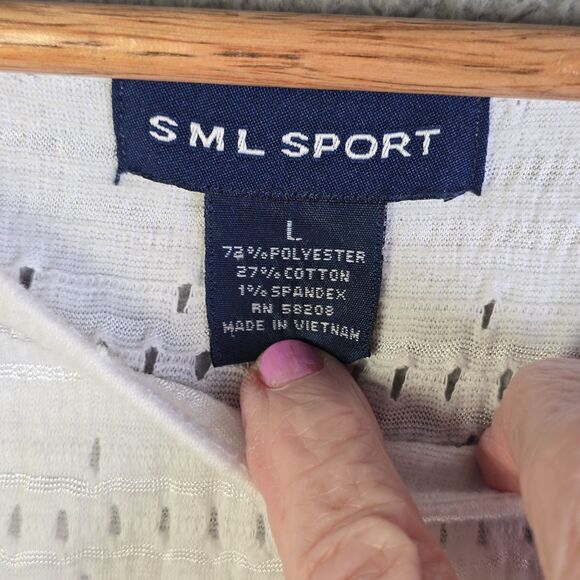 SML SPORT
L
72% POLYESTER
27% COTTON
1% SPANDEX
RN 58208
MADE IN VIETNAM